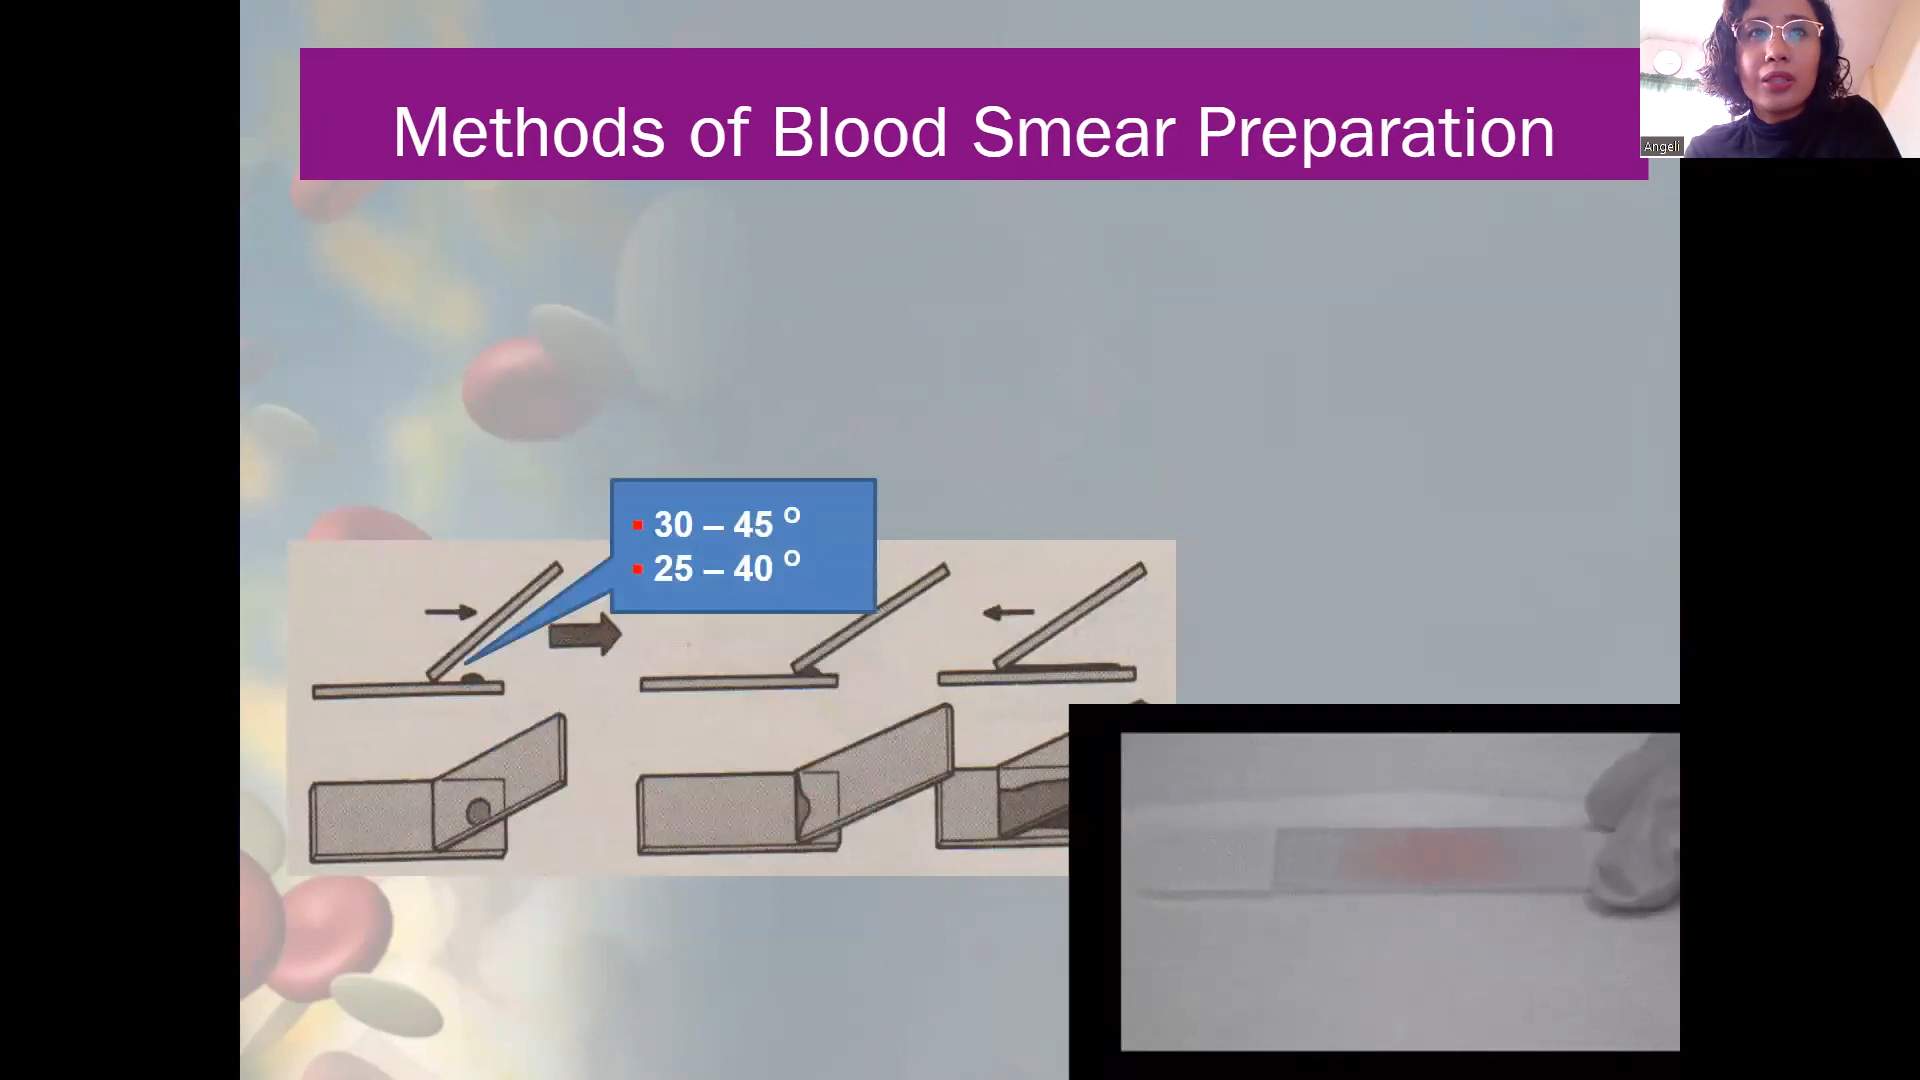 Methods of Blood Smear Preparation
Angeli
30 – 45 O
25 – 40 O